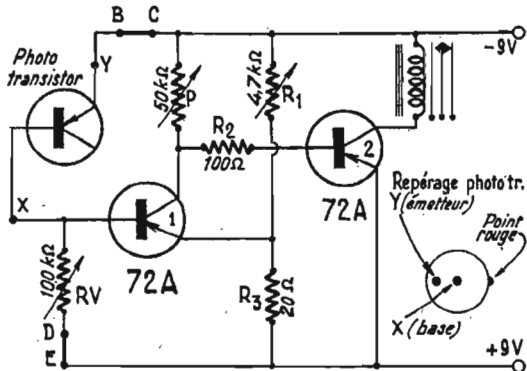 B C
-9V
Photo
transistor
Y
50kΩ
P
4,7kΩ
R1
R2
100Ω
2
72A
X
1
72A
100kΩ
RV
R3
20Ω
D
E
Repérage photo tr.
Y (émetteur)
Point
rouge
X (base)
+9V